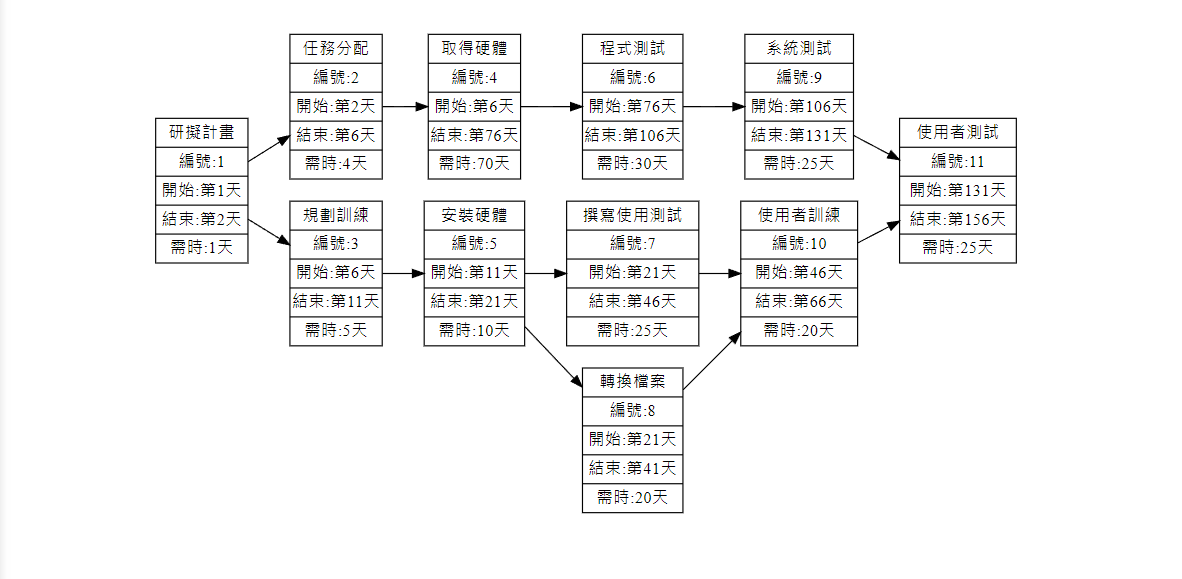 研擬計畫
編號:1
開始:第1天
結束:第2天
需時:1天
任務分配
編號:2
開始:第2天
結束:第6天
需時:4天
取得硬體
編號:4
開始:第6天
結束:第76天
需時:70天
程式測試
編號:6
開始:第76天
結束:第106天
需時:30天
系統測試
編號:9
開始:第106天
結束:第131天
需時:25天
規劃訓練
編號:3
開始:第6天
結束:第11天
需時:5天
安裝硬體
編號:5
開始:第11天
結束:第21天
需時:10天
撰寫使用測試
編號:7
開始:第21天
結束:第46天
需時:25天
使用者訓練
編號:10
開始:第46天
結束:第66天
需時:20天
轉換檔案
編號:8
開始:第21天
結束:第41天
需時:20天
使用者測試
編號:11
開始:第131天
結束:第156天
需時:25天